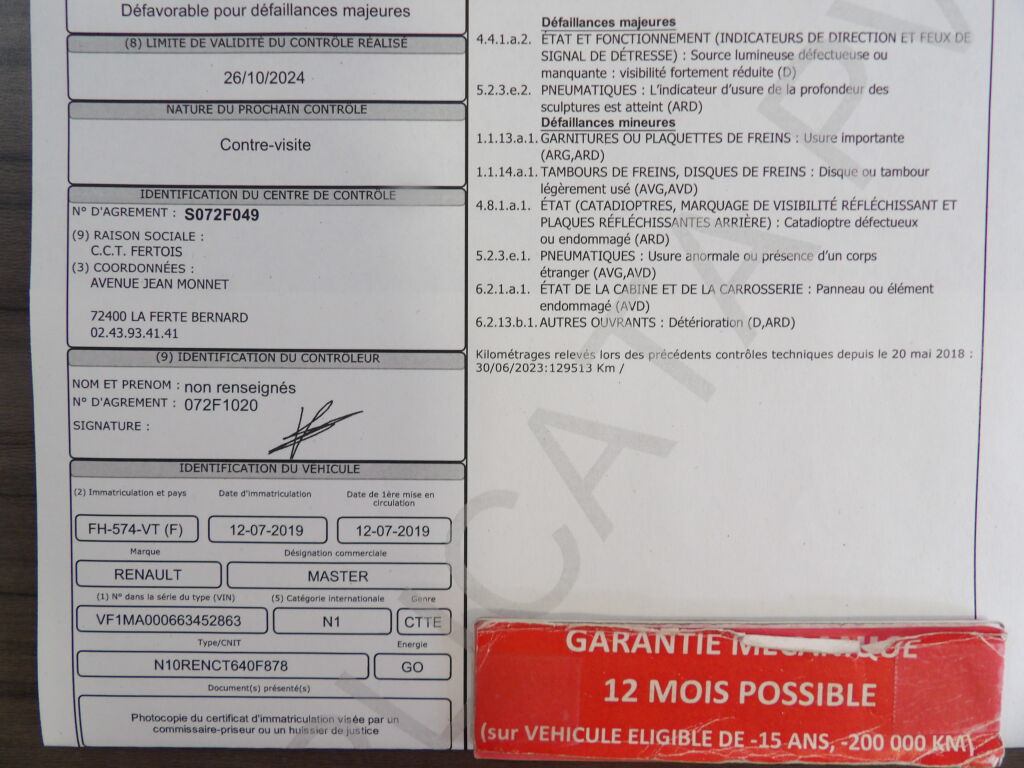 Défavorable pour défaillances majeures
(8) LIMITE DE VALIDITÉ DU CONTRÔLE RÉALISÉ
26/10/2024
NATURE DU PROCHAIN CONTRÔLE
Contre-visite
IDENTIFICATION DU CENTRE DE CONTRÔLE
N° D'AGREMENT : S072F049
(9) RAISON SOCIALE :
C.C.T. FERTOIS
(3) COORDONNÉES :
AVENUE JEAN MONNET
72400 LA FERTE BERNARD
02.43.93.41.41
(9) IDENTIFICATION DU CONTRÔLEUR
NOM ET PRENOM : non renseignés
N° D'AGREMENT : 072F1020
SIGNATURE :
IDENTIFICATION DU VÉHICULE
(2) Immatriculation et pays Date d'immatriculation Date de 1ère mise en
circulation
FH-574-VT (F) 12-07-2019 12-07-2019
Marque Désignation commerciale
RENAULT MASTER
(1) N° dans la série du type (VIN) (5) Catégorie internationale Genre
VF1MA000663452863 N1 CTTE
Type/CNIT Energie
N10RENCT640F878 GO
Document(s) présenté(s)
Photocopie du certificat d'immatriculation visée par un
commissaire-priseur ou un huissier de justice
Défaillances majeures
4.4.1.a.2. ÉTAT ET FONCTIONNEMENT (INDICATEURS DE DIRECTION ET FEUX DE
SIGNAL DE DÉTRESSE) : Source lumineuse défectueuse ou
manquante : visibilité fortement réduite (D)
5.2.3.e.2. PNEUMATIQUES : L'indicateur d'usure de la profondeur des
sculptures est atteint (ARD)
Défaillances mineures
1.1.13.a.1. GARNITURES OU PLAQUETTES DE FREINS : Usure importante
(ARG,ARD)
1.1.14.a.1. TAMBOURS DE FREINS, DISQUES DE FREINS : Disque ou tambour
légèrement usé (AVG,AVD)
4.8.1.a.1. ÉTAT (CATADIOPTRES, MARQUAGE DE VISIBILITÉ RÉFLÉCHISSANT ET
PLAQUES RÉFLÉCHISSANTES ARRIÈRE) : Catadioptre défectueux
ou endommagé (ARD)
5.2.3.e.1. PNEUMATIQUES : Usure anormale ou présence d'un corps
étranger (AVG,AVD)
6.2.1.a.1. ÉTAT DE LA CABINE ET DE LA CARROSSERIE : Panneau ou élément
endommagé (AVD)
6.2.13.b.1. AUTRES OUVRANTS : Détérioration (D,ARD)
Kilométrages relevés lors des précédents contrôles techniques depuis le 20 mai 2018 :
30/06/2023:129513 Km /
GARANTIE MECANIQUE
12 MOIS POSSIBLE
(sur VEHICULE ELIGIBLE DE -15 ANS, -200 000 KM)